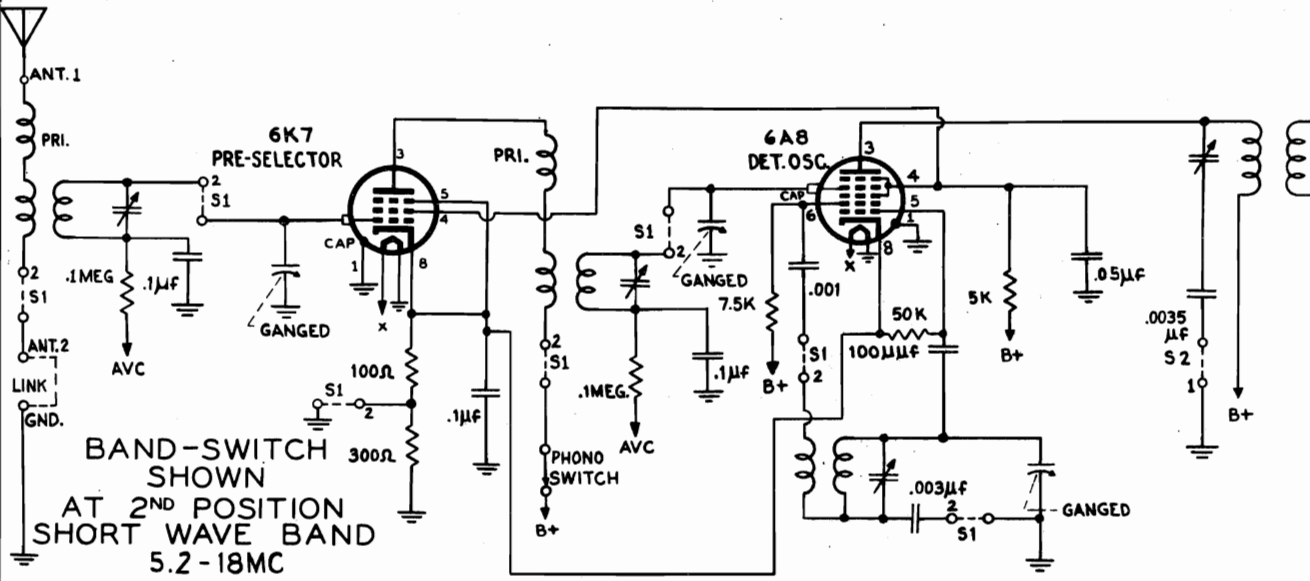 ANT.1
PRI.
2
S1
ANT.2
LINK
GND.
.1MEG
.1µf
AVC
2
S1
GANGED
6K7
PRE-SELECTOR
3
5
4
CAP
1
8
x
100Ω
S1
2
300Ω
.1µf
PRI.
2
S1
PHONO
SWITCH
B+
S1
2
GANGED
.1MEG.
.1µf
AVC
6A8
DET. OSC.
3
4
CAP
6
5
1
8
x
7.5K
B+
.001
S1
2
50K
100µµf
5K
B+
.05µf
.003µf
2
S1
GANGED
.0035
µf
S2
1
B+
BAND-SWITCH
SHOWN
AT 2ND POSITION
SHORT WAVE BAND
5.2-18MC